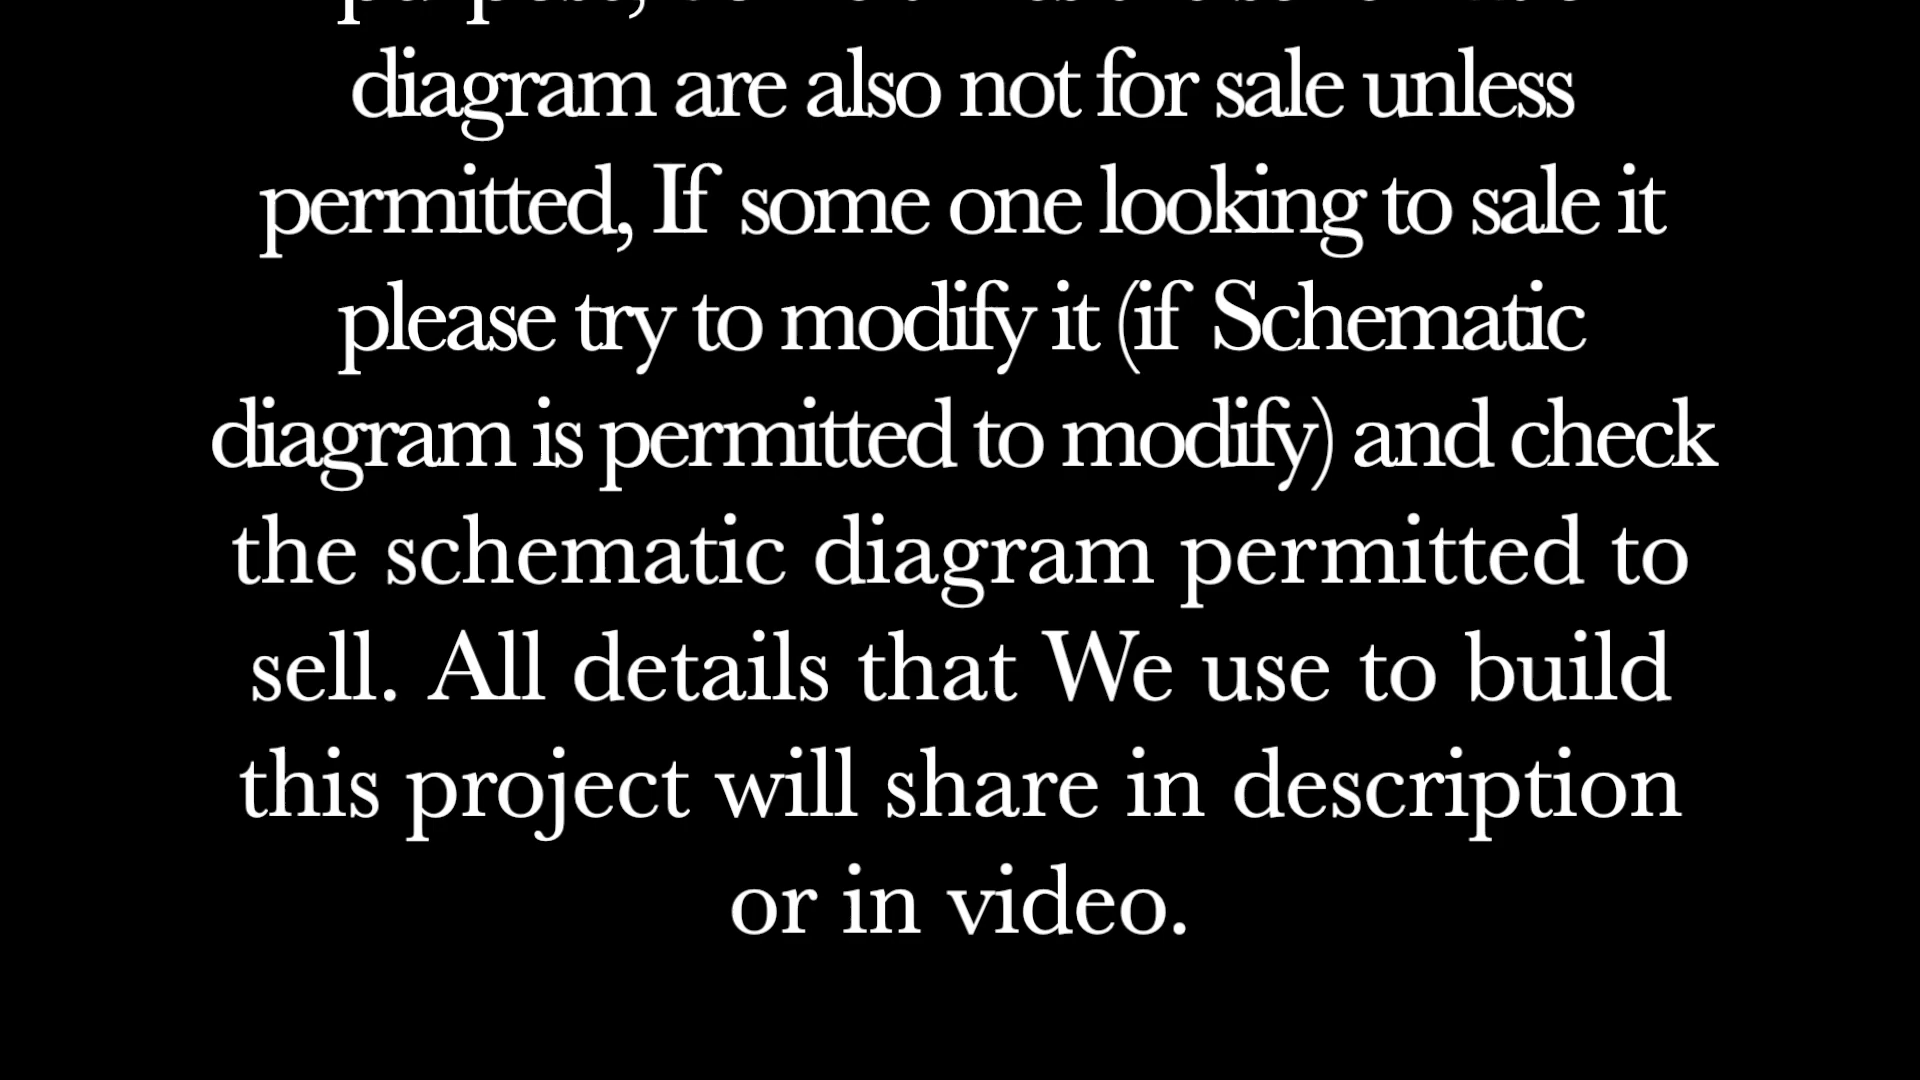 diagram are also not for sale unless
permitted, If some one looking to sale it
please try to modify it (if Schematic
diagram is permitted to modify) and check
the schematic diagram permitted to
sell. All details that We use to build
this project will share in description
or in video.